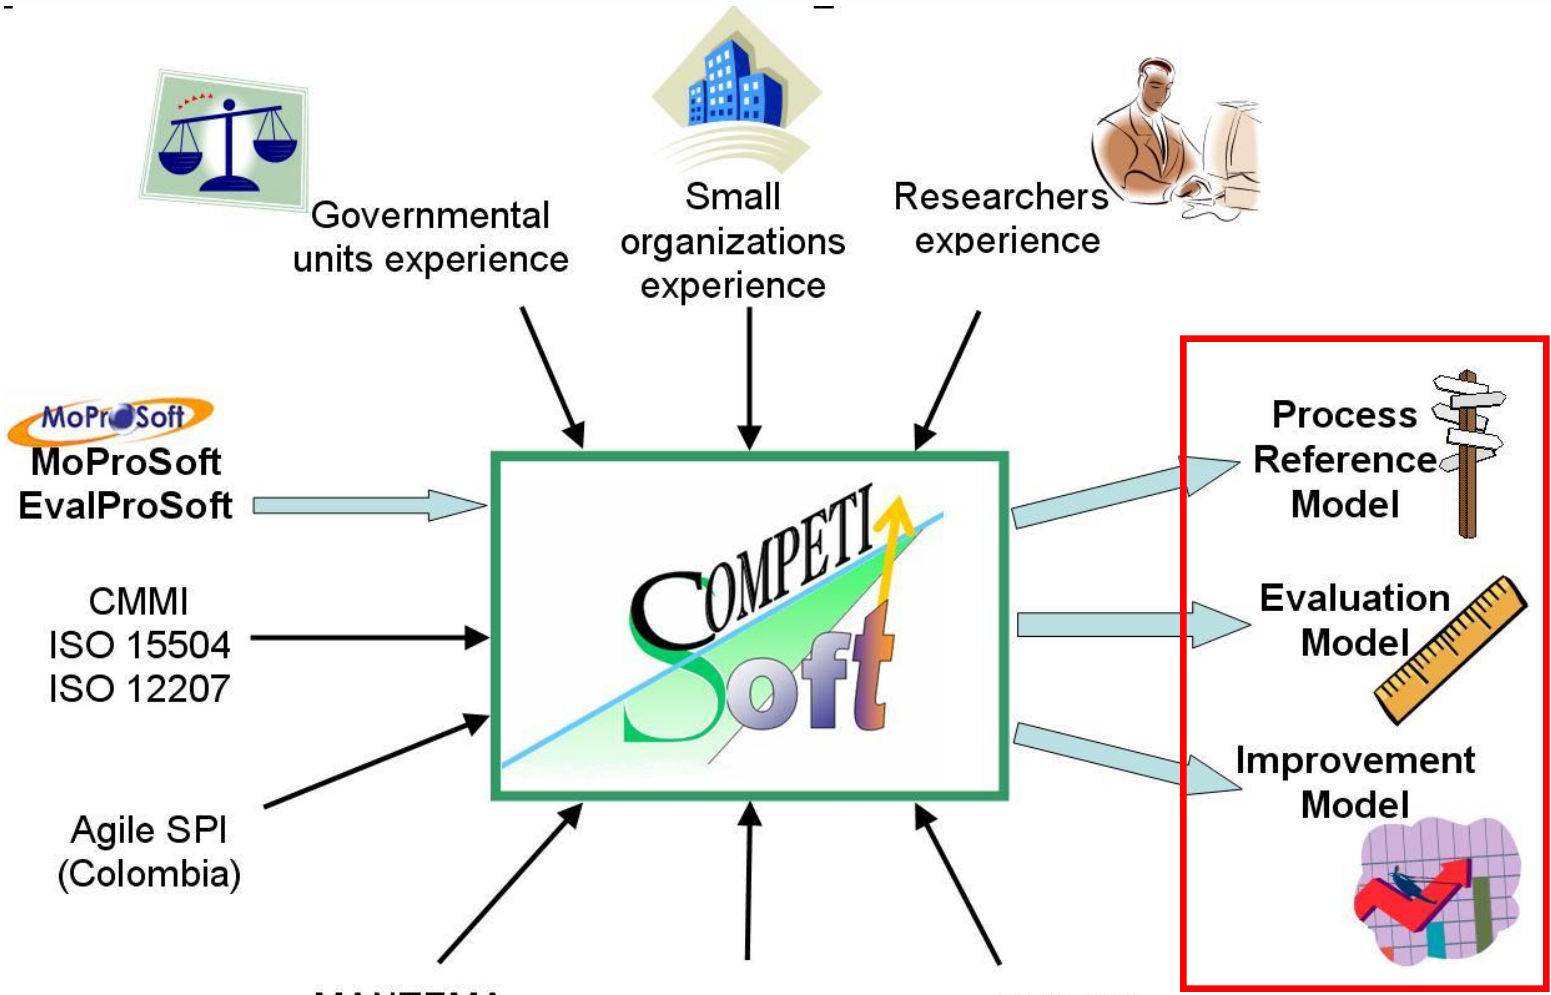 Governmental
units experience
Small
organizations
experience
Researchers
experience
MoProSoft
MoProSoft
EvalProSoft
CMMI
ISO 15504
ISO 12207
Agile SPI
(Colombia)
COMPETI
Soft
Process
Reference
Model
Evaluation
Model
Improvement
Model